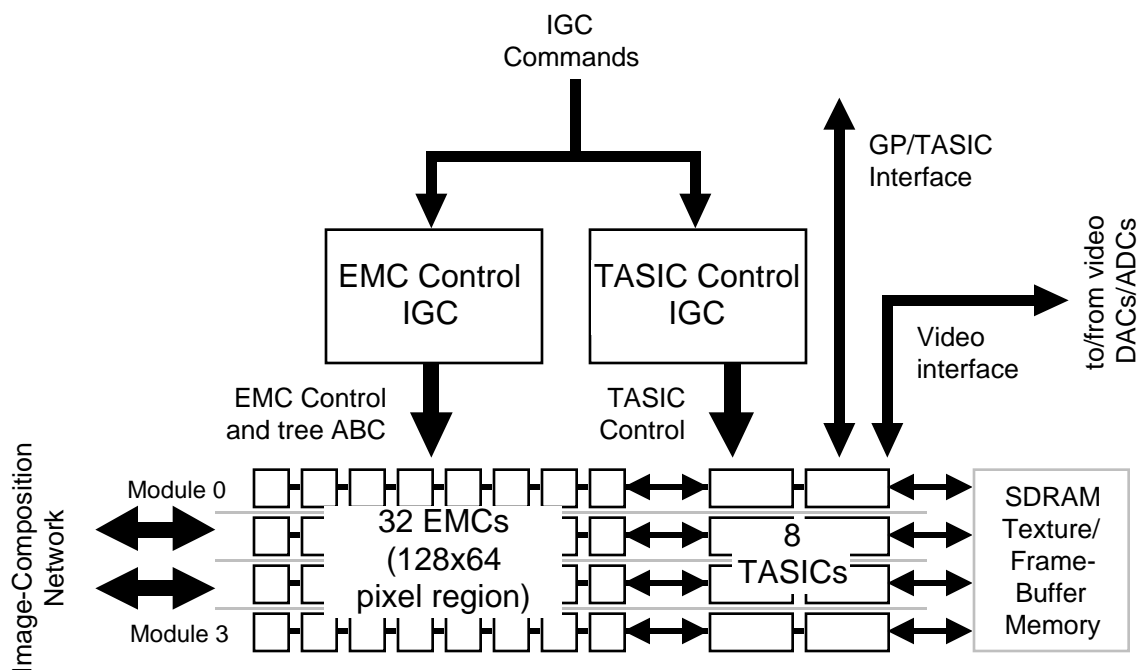 IGC
Commands
GP/TASIC
Interface
EMC Control
IGC
TASIC Control
IGC
to/from video
DACs/ADCs
Video
interface
EMC Control
and tree ABC
TASIC
Control
Image-Composition
Network
Module 0
Module 3
32 EMCs
(128x64
pixel region)
8
TASICs
SDRAM
Texture/
Frame-
Buffer
Memory